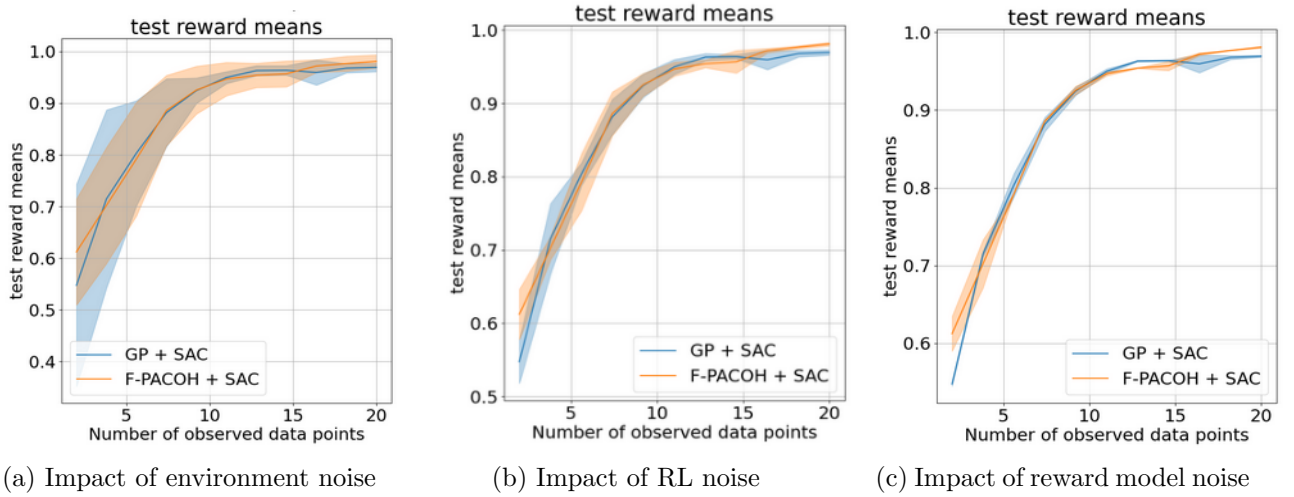 test reward means
test reward means
1.0
0.9
0.8
0.7
0.6
0.5
0.4
GP + SAC
F-PACOH + SAC
5 10 15 20
Number of observed data points
(a) Impact of environment noise
test reward means
test reward means
1.0
0.9
0.8
0.7
0.6
0.5
GP + SAC
F-PACOH + SAC
5 10 15 20
Number of observed data points
(b) Impact of RL noise
test reward means
test reward means
1.0
0.9
0.8
0.7
0.6
GP + SAC
F-PACOH + SAC
5 10 15 20
Number of observed data points
(c) Impact of reward model noise